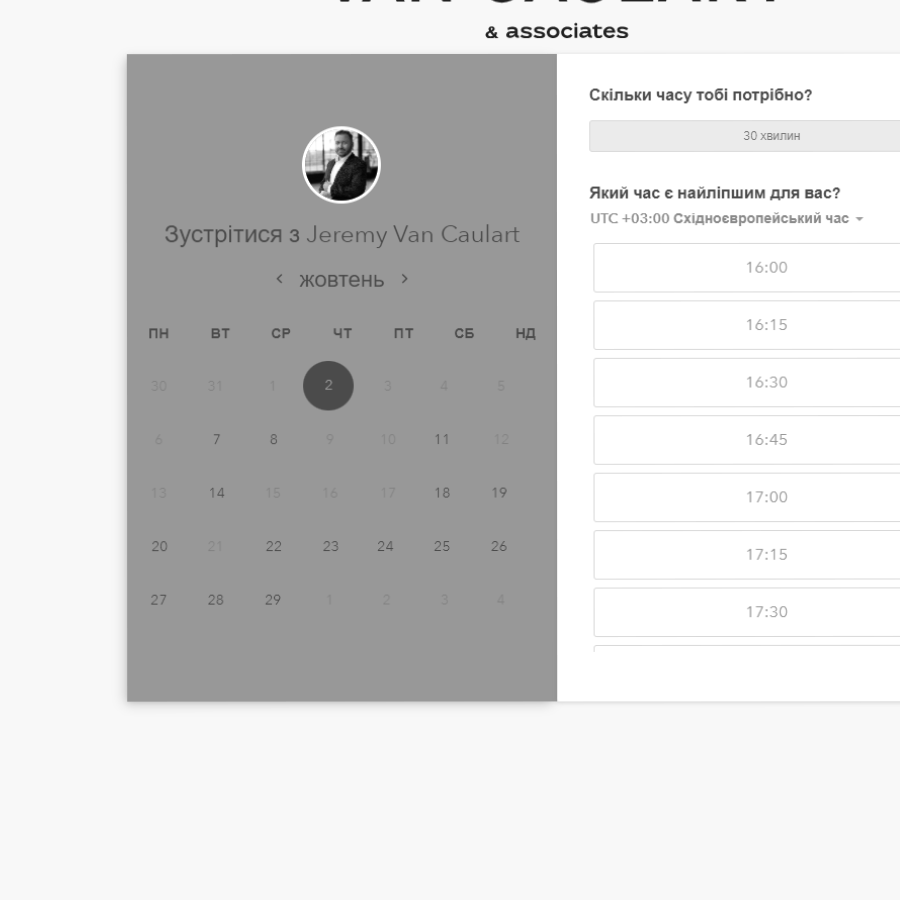 & associates
Зустрітися з Jeremy Van Caulart
жовтень
ПН ВТ СР ЧТ ПТ СБ НД
30 31 1 2 3 4 5
6 7 8 9 10 11 12
13 14 15 16 17 18 19
20 21 22 23 24 25 26
27 28 29 1 2 3 4
Скільки часу тобі потрібно?
30 хвилин
Який час є найліпшим для вас?
UTC +03:00 Східноєвропейський час
16:00
16:15
16:30
16:45
17:00
17:15
17:30